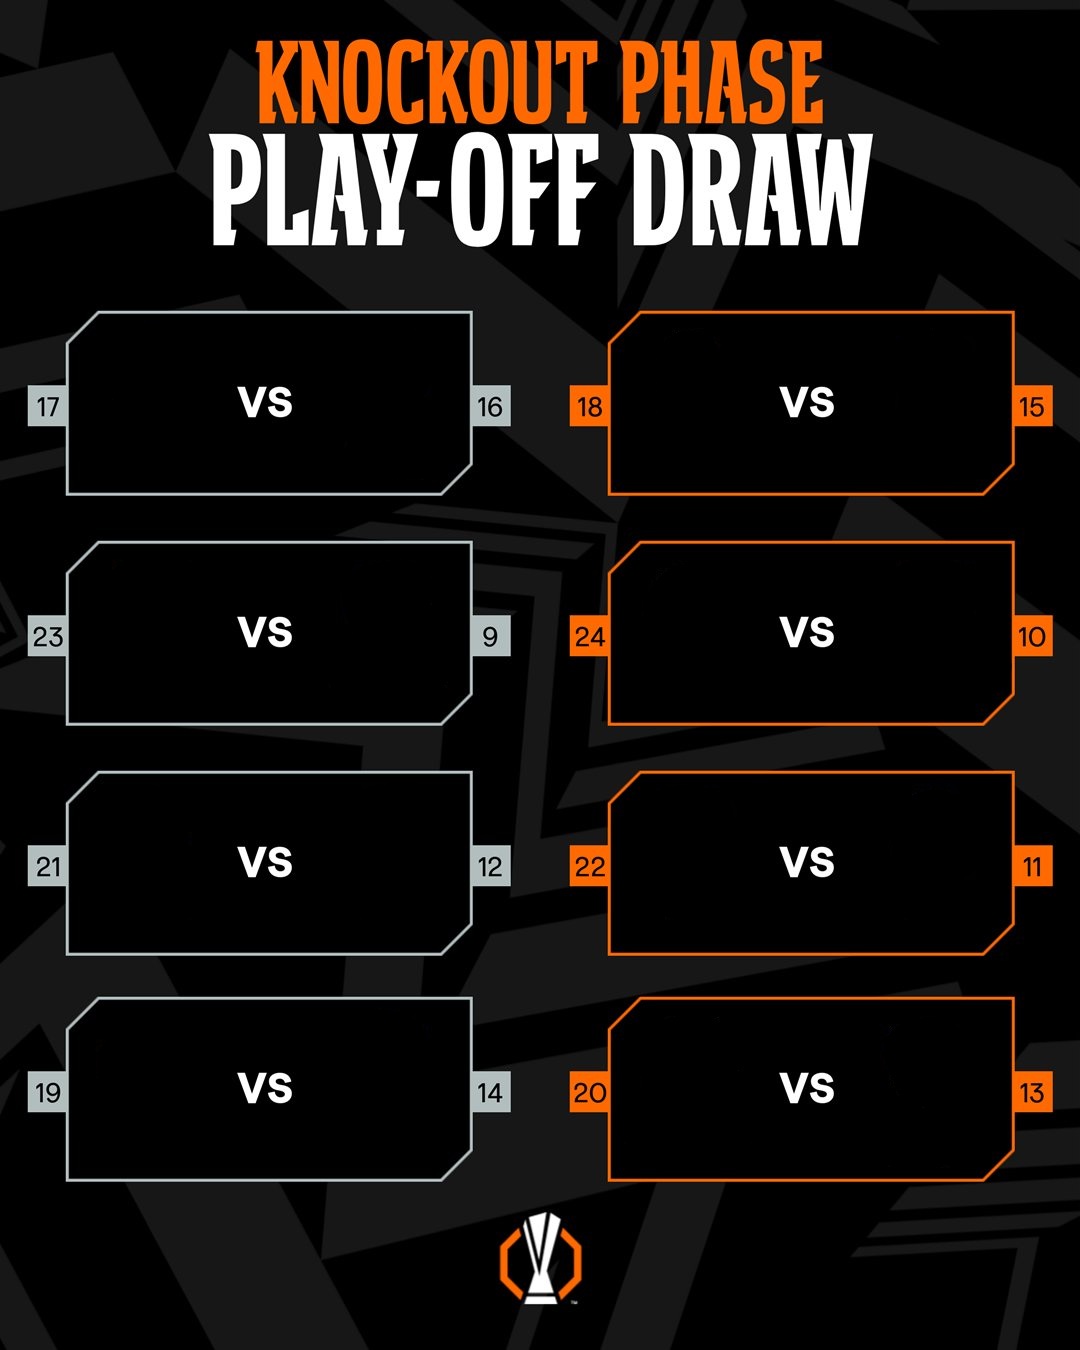 KNOCKOUT PHASE
PLAY-OFF DRAW
17 VS 16
18 VS 15
23 VS 9
24 VS 10
21 VS 12
22 VS 11
19 VS 14
20 VS 13
TM